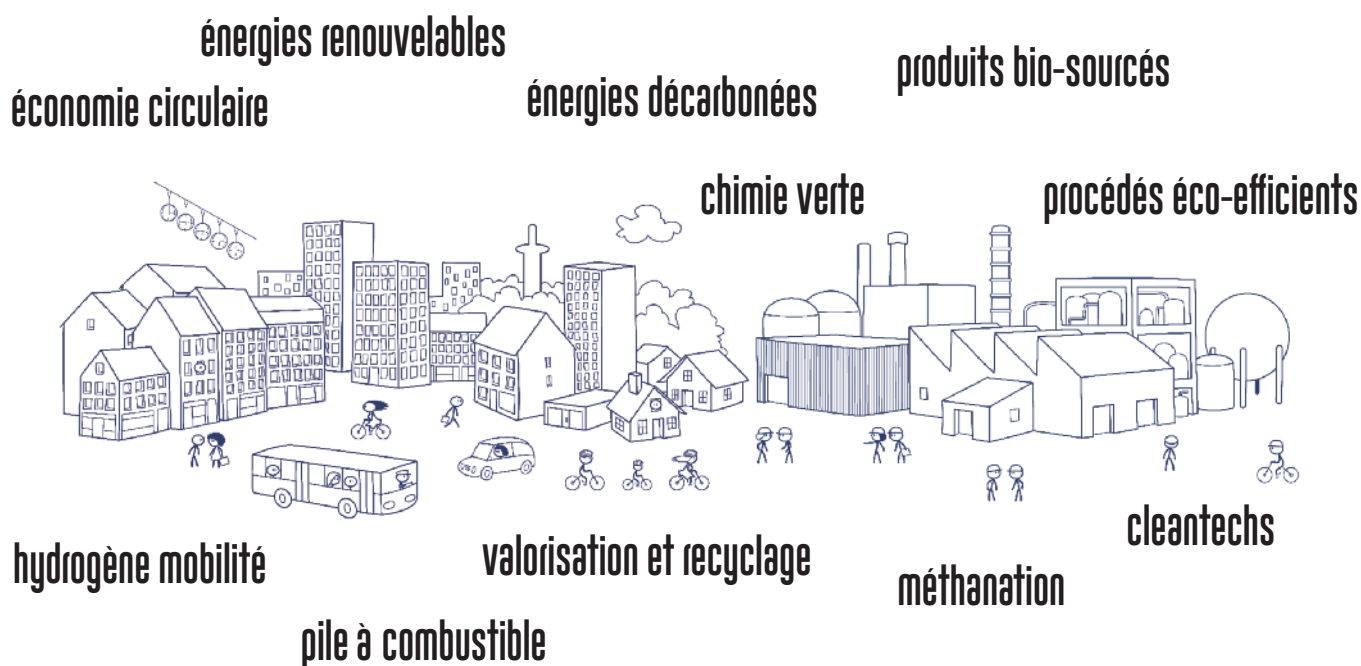 énergies renouvelables
produits bio-sourcés
économie circulaire
énergies décarbonées
chimie verte
procédés éco-efficients
cleantechs
hydrogène mobilité
valorisation et recyclage
méthanation
pile à combustible